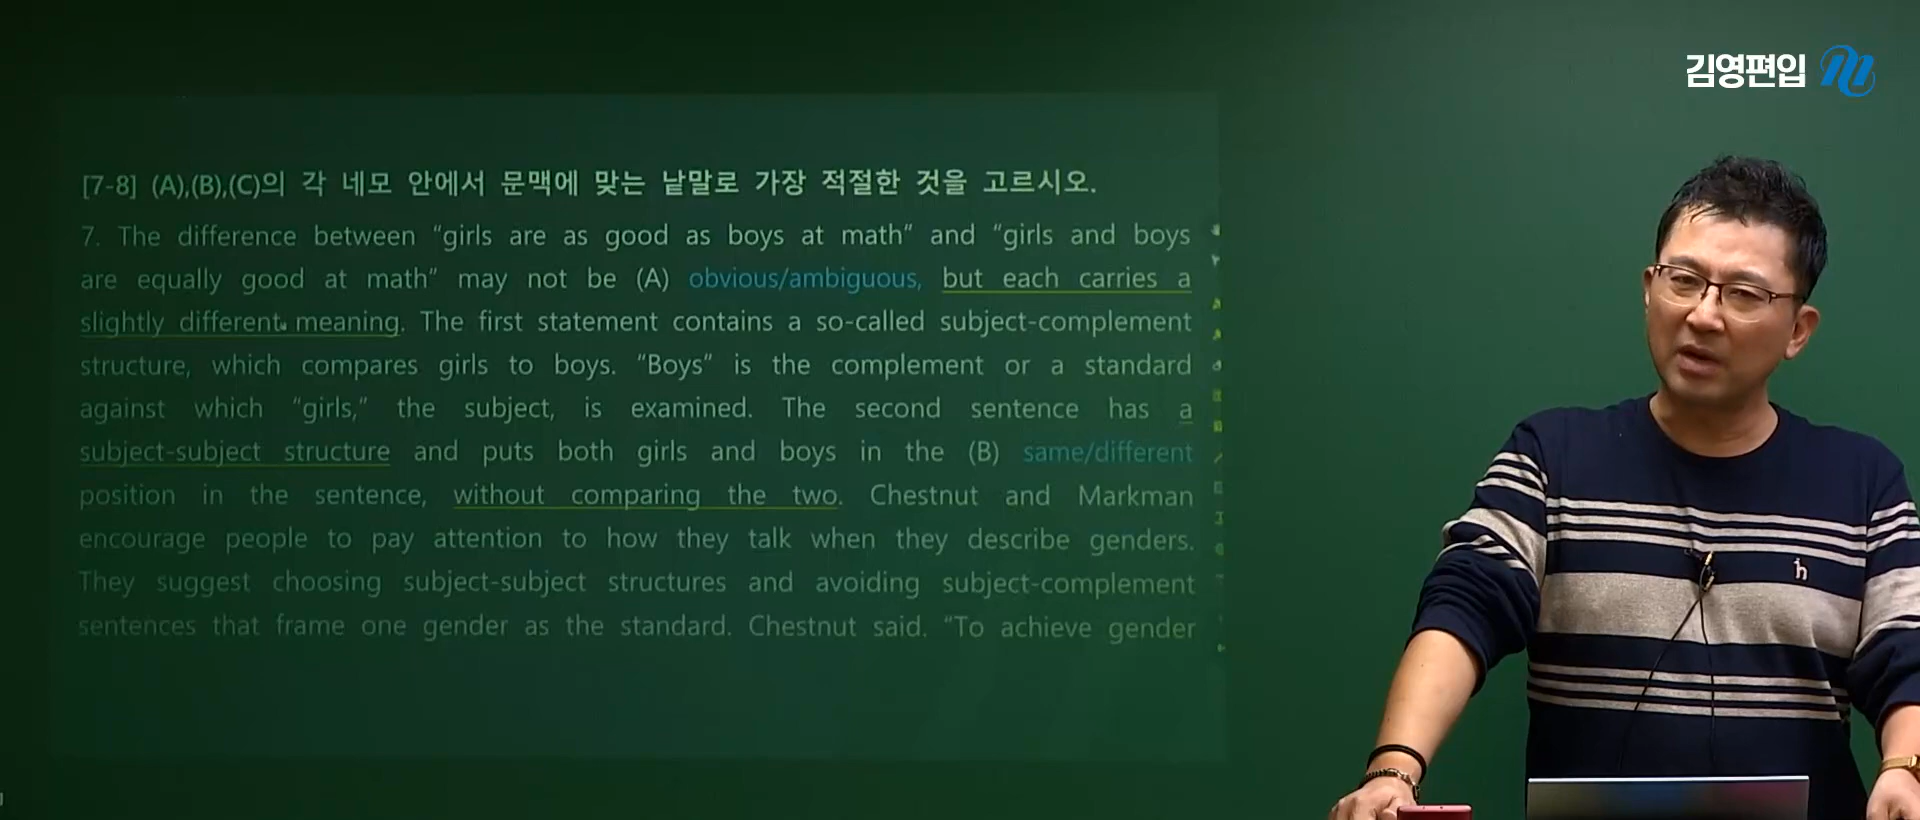 김영편입
[7-8] (A),(B),(C)의 각 네모 안에서 문맥에 맞는 낱말로 가장 적절한 것을 고르시오.
7. The difference between “girls are as good as boys at math” and “girls and boys
are equally good at math” may not be (A) obvious/ambiguous, but each carries a
slightly different meaning. The first statement contains a so-called subject-complement
structure, which compares girls to boys. “Boys” is the complement or a standard
against which “girls,” the subject, is examined. The second sentence has a
subject-subject structure and puts both girls and boys in the (B) same/different
position in the sentence, without comparing the two. Chestnut and Markman
encourage people to pay attention to how they talk when they describe genders.
They suggest choosing subject-subject structures and avoiding subject-complement
sentences that frame one gender as the standard. Chestnut said. “To achieve gender